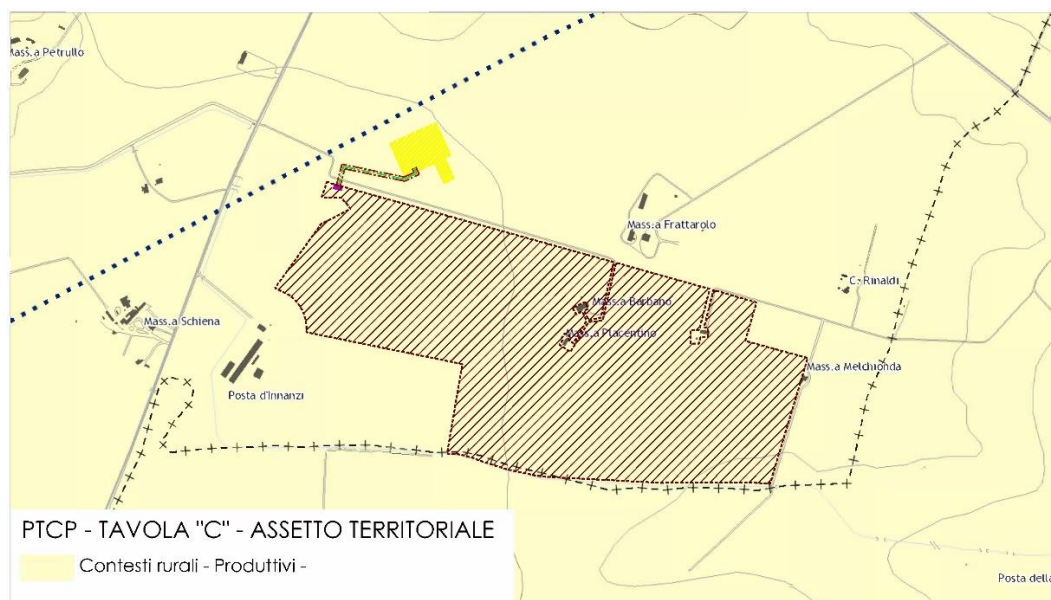 Mass.a Petrullo
Mass.a Frattarolo
C. Rinaldi
Mass.a Barbano
Mass.a Schiena
Mass.a Placentino
Mass.a Melchionda
Posta d'Innanzi
PTCP - TAVOLA "C" - ASSETTO TERRITORIALE
Contesti rurali - Produttivi -
Posta della